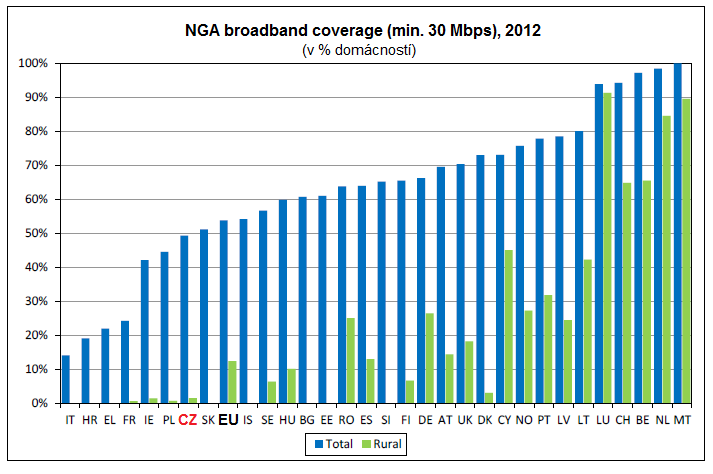 NGA broadband coverage (min. 30 Mbps), 2012
(v % domácností)
100%
90%
80%
70%
60%
50%
40%
30%
20%
10%
0%
IT HR EL FR IE PL CZ SK EU IS SE HU BG EE RO ES SI FI DE AT UK DK CY NO PT LV LT LU CH BE NL MT
Total Rural